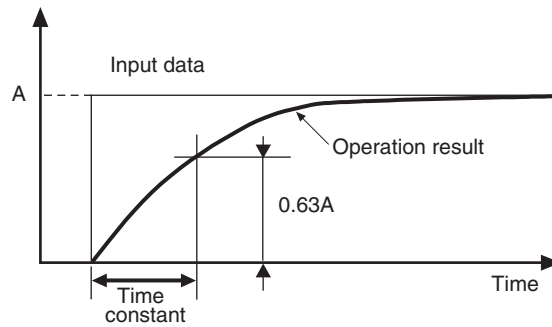 Input data
A
Operation result
0.63A
Time
Time
constant